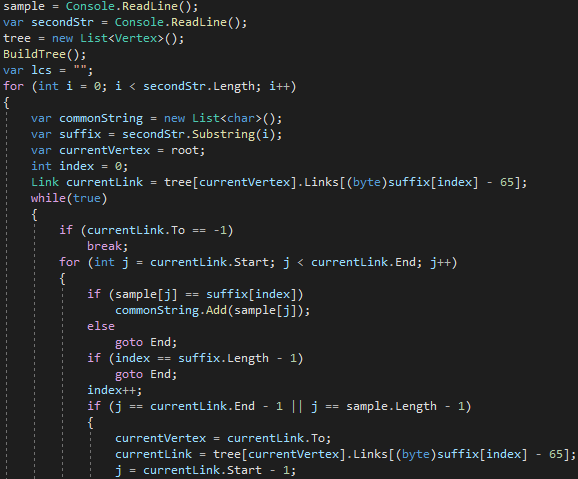 sample = Console.ReadLine();
var secondStr = Console.ReadLine();
tree = new List<Vertex>();
BuildTree();
var lcs = "";
for (int i = 0; i < secondStr.Length; i++)
{
    var commonString = new List<char>();
    var suffix = secondStr.Substring(i);
    var currentVertex = root;
    int index = 0;
    Link currentLink = tree[currentVertex].Links[(byte)suffix[index] - 65];
    while(true)
    {
        if (currentLink.To == -1)
            break;
        for (int j = currentLink.Start; j < currentLink.End; j++)
        {
            if (sample[j] == suffix[index])
                commonString.Add(sample[j]);
            else
                goto End;
            if (index == suffix.Length - 1)
                goto End;
            index++;
            if (j == currentLink.End - 1 || j == sample.Length - 1)
            {
                currentVertex = currentLink.To;
                currentLink = tree[currentVertex].Links[(byte)suffix[index] - 65];
                j = currentLink.Start - 1;